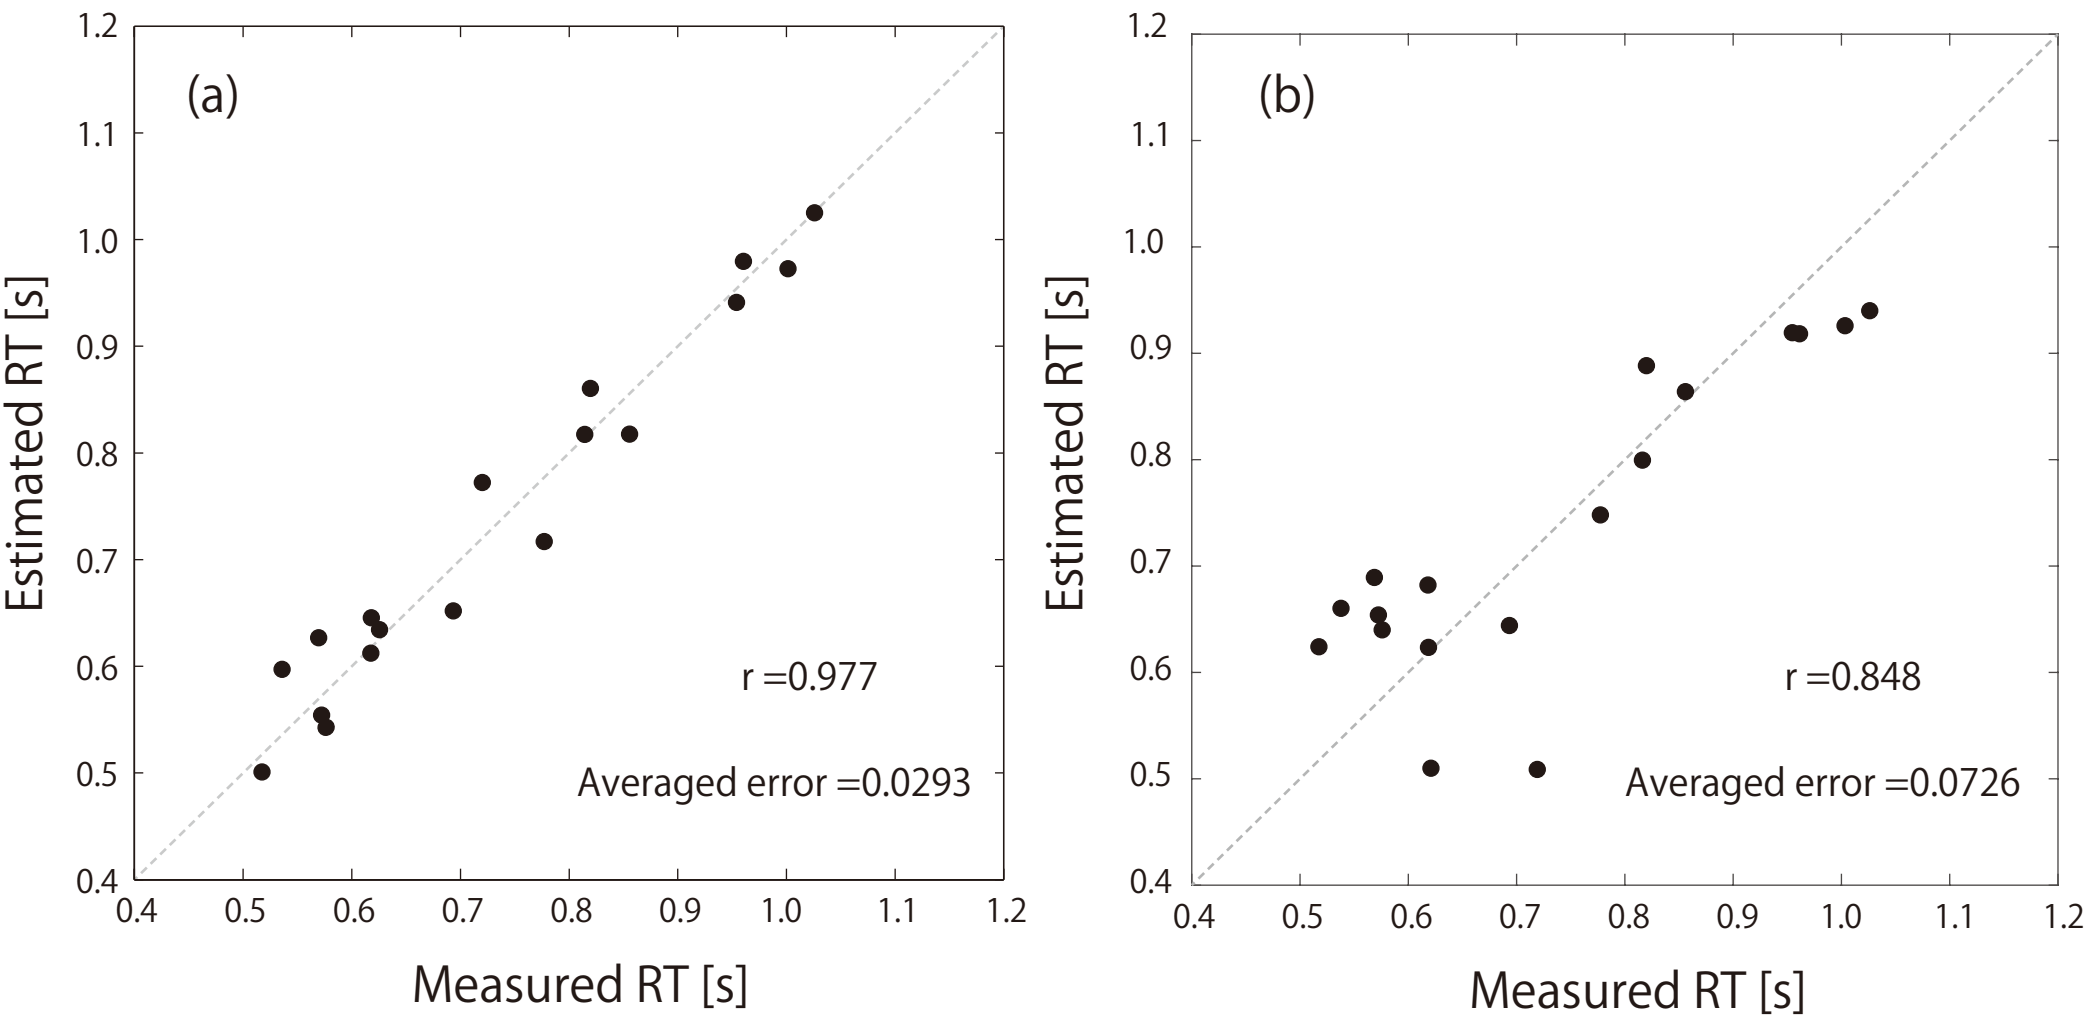 (a)
Estimated RT [s]
1.2
1.1
1.0
0.9
0.8
0.7
0.6
0.5
0.4
r =0.977
Averaged error =0.0293
0.4 0.5 0.6 0.7 0.8 0.9 1.0 1.1 1.2
Measured RT [s]
(b)
Estimated RT [s]
1.2
1.1
1.0
0.9
0.8
0.7
0.6
0.5
0.4
r =0.848
Averaged error =0.0726
0.4 0.5 0.6 0.7 0.8 0.9 1.0 1.1 1.2
Measured RT [s]